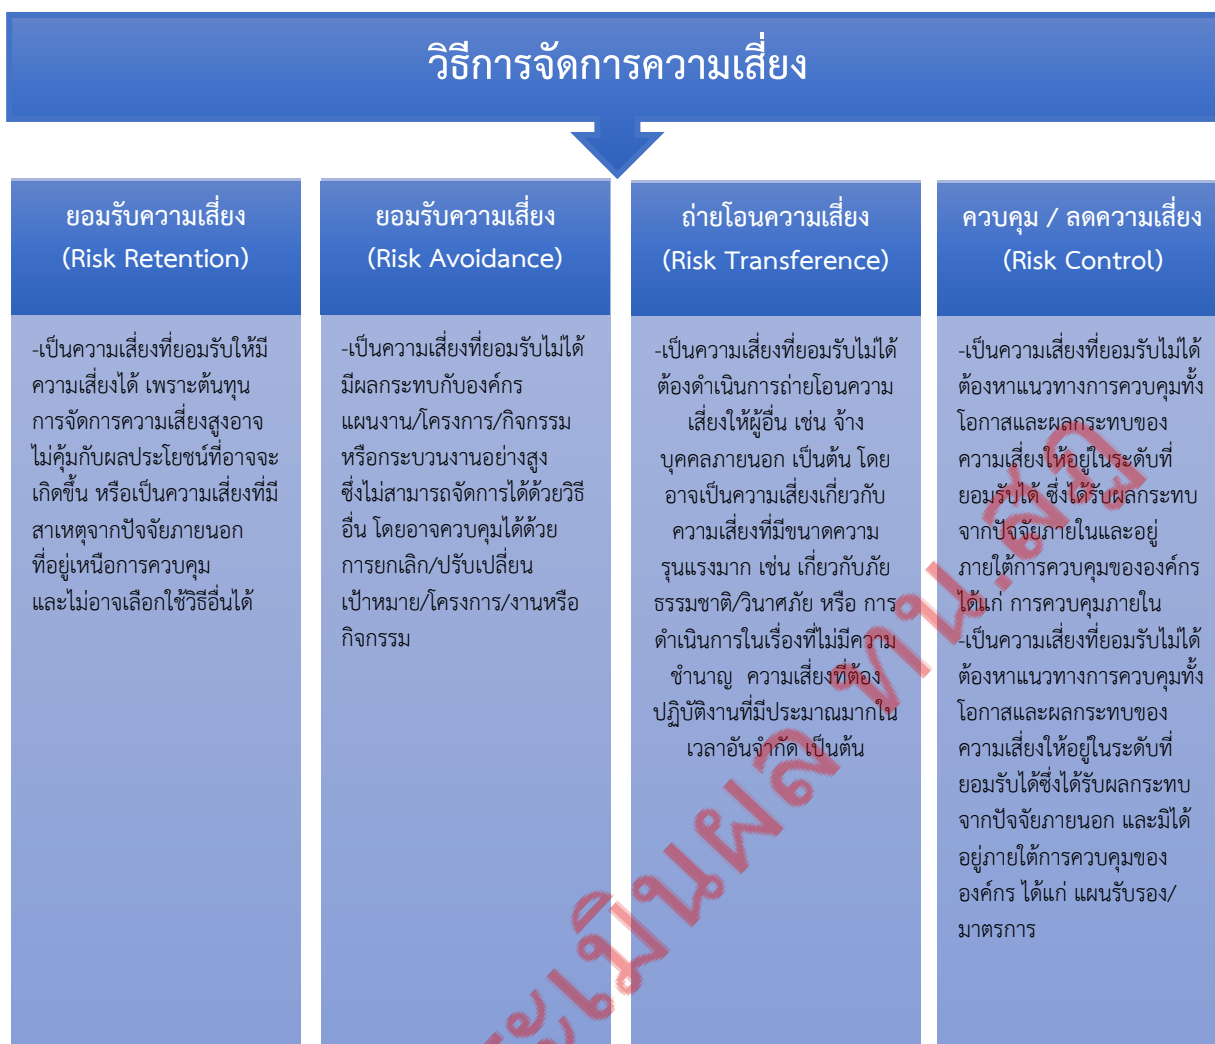 วิธีการจัดการความเสี่ยง
ยอมรับความเสี่ยง
(Risk Retention)
-เป็นความเสี่ยงที่ยอมรับให้มี
ความเสี่ยงได้ เพราะต้นทุน
การจัดการความเสี่ยงสูงอาจ
ไม่คุ้มกับผลประโยชน์ที่อาจจะ
เกิดขึ้น หรือเป็นความเสี่ยงที่มี
สาเหตุจากปัจจัยภายนอก
ที่อยู่เหนือการควบคุม
และไม่อาจเลือกใช้วิธีอื่นได้
ยอมรับความเสี่ยง
(Risk Avoidance)
-เป็นความเสี่ยงที่ยอมรับไม่ได้
มีผลกระทบกับองค์กร
แผนงาน/โครงการ/กิจกรรม
หรือกระบวนงานอย่างสูง
ซึ่งไม่สามารถจัดการได้ด้วยวิธี
อื่น โดยอาจควบคุมได้ด้วย
การยกเลิก/ปรับเปลี่ยน
เป้าหมาย/โครงการ/งานหรือ
กิจกรรม
ถ่ายโอนความเสี่ยง
(Risk Transference)
-เป็นความเสี่ยงที่ยอมรับไม่ได้
ต้องดำเนินการถ่ายโอนความ
เสี่ยงให้ผู้อื่น เช่น จ้าง
บุคคลภายนอก เป็นต้น โดย
อาจเป็นความเสี่ยงเกี่ยวกับ
ความเสี่ยงที่มีขนาดความ
รุนแรงมาก เช่น เกี่ยวกับภัย
ธรรมชาติ/วินาศภัย หรือ การ
ดำเนินการในเรื่องที่ไม่มีความ
ชำนาญ ความเสี่ยงที่ต้อง
ปฏิบัติงานที่มีประมาณมากใน
เวลาอันจำกัด เป็นต้น
ควบคุม / ลดความเสี่ยง
(Risk Control)
-เป็นความเสี่ยงที่ยอมรับไม่ได้
ต้องหาแนวทางการควบคุมทั้ง
โอกาสและผลกระทบของ
ความเสี่ยงให้อยู่ในระดับที่
ยอมรับได้ ซึ่งได้รับผลกระทบ
จากปัจจัยภายในและอยู่
ภายใต้การควบคุมขององค์กร
ได้แก่ การควบคุมภายใน
-เป็นความเสี่ยงที่ยอมรับไม่ได้
ต้องหาแนวทางการควบคุมทั้ง
โอกาสและผลกระทบของ
ความเสี่ยงให้อยู่ในระดับที่
ยอมรับได้ซึ่งได้รับผลกระทบ
จากปัจจัยภายนอก และมิได้
อยู่ภายใต้การควบคุมของ
องค์กร ได้แก่ แผนรับรอง/
มาตรการ
ะเมินผล ทน.สภ